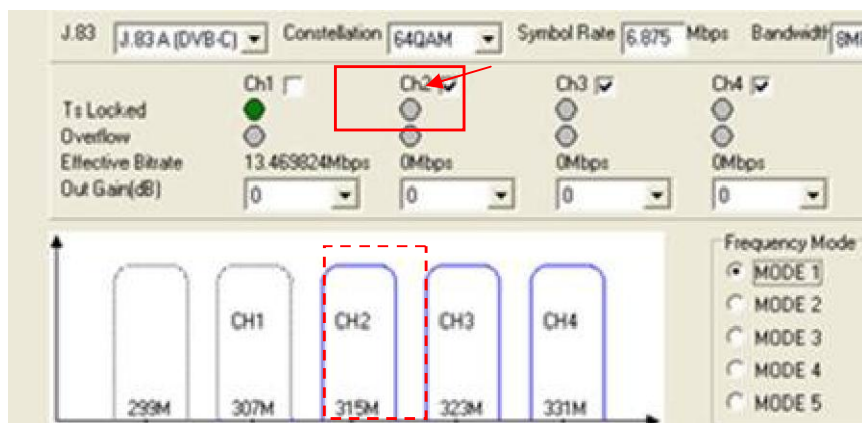 J.83 J.83 A (DVB-C) Constellation 64QAM Symbol Rate 6.875 Mbps Bandwidth
Ch1 Ch2 Ch3 Ch4
Ts Locked
Overflow
Effective Bitrate 13.469824Mbps 0Mbps 0Mbps 0Mbps
Out Gain(dB) 0 0 0 0
Frequency Mode
MODE 1
MODE 2
MODE 3
MODE 4
MODE 5
CH1 CH2 CH3 CH4
299M 307M 315M 323M 331M